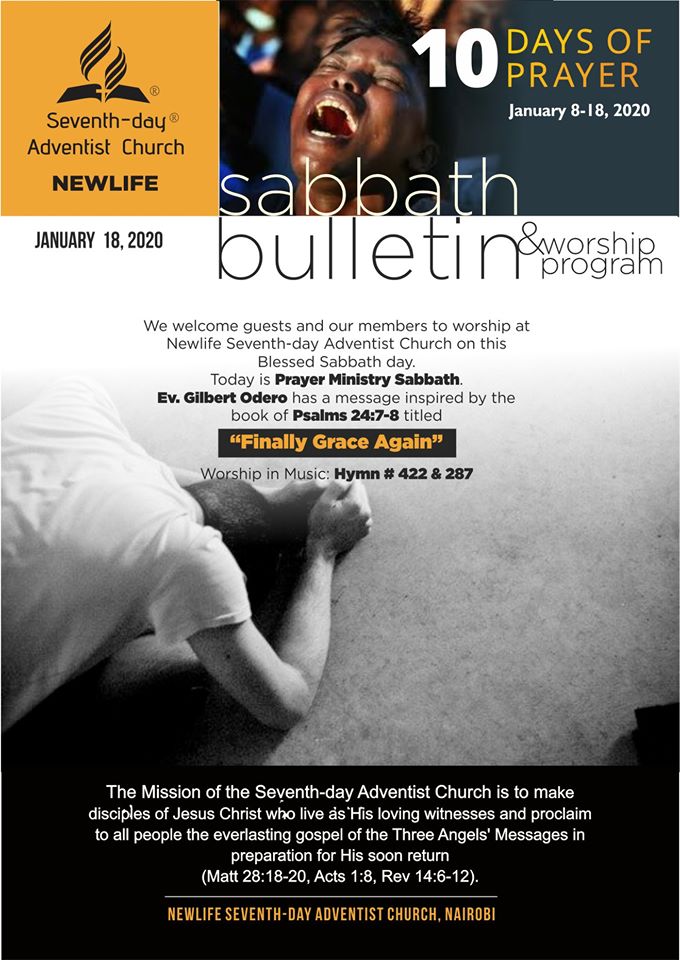 10 DAYS OF
PRAYER
January 8-18, 2020
®
Seventh-day ®
Adventist Church
NEWLIFE
JANUARY 18, 2020
sabbath
bulletin
& worship
program
We welcome guests and our members to worship at
Newlife Seventh-day Adventist Church on this
Blessed Sabbath day.
Today is Prayer Ministry Sabbath.
Ev. Gilbert Odero has a message inspired by the
book of Psalms 24:7-8 titled
“Finally Grace Again”
Worship in Music: Hymn # 422 & 287
The Mission of the Seventh-day Adventist Church is to make
disciples of Jesus Christ who live as His loving witnesses and proclaim
to all people the everlasting gospel of the Three Angels' Messages in
preparation for His soon return
(Matt 28:18-20, Acts 1:8, Rev 14:6-12).
NEWLIFE SEVENTH-DAY ADVENTIST CHURCH, NAIROBI